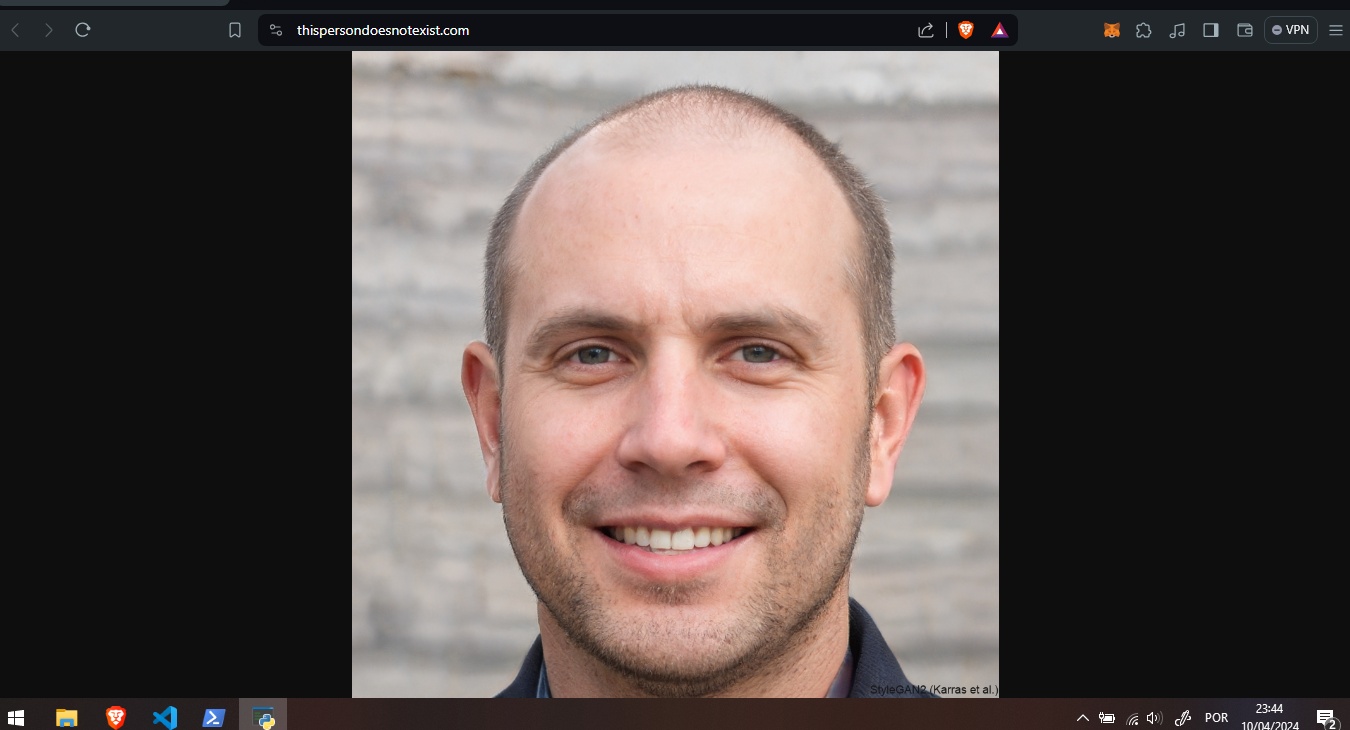 thispersondoesnotexist.com
VPN
StyleGAN2 (Karras et al.)
POR
23:44
10/04/2024
2